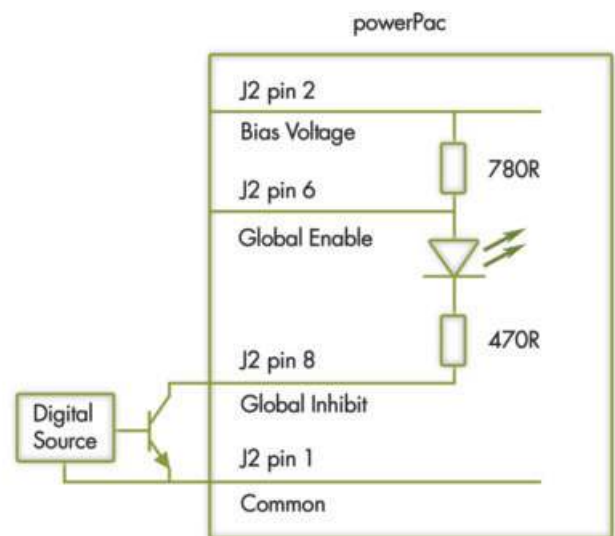 powerPac
J2 pin 2
Bias Voltage
780R
J2 pin 6
Global Enable
470R
J2 pin 8
Global Inhibit
Digital
Source
J2 pin 1
Common